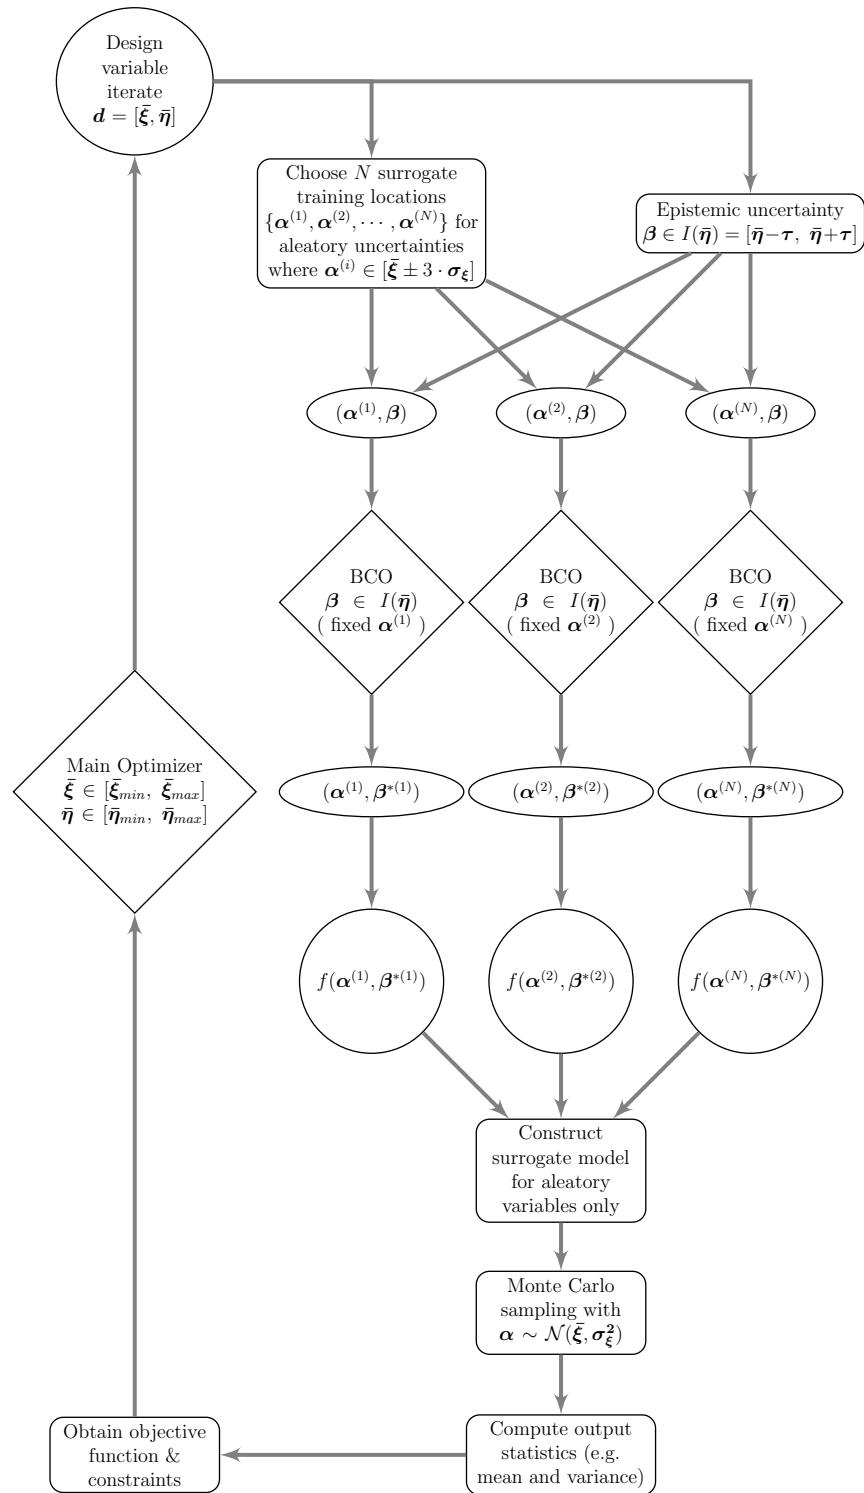 Design
variable
iterate
𝒅 = [ξ̄, η̄]
Choose N surrogate
training locations
{α⁽¹⁾, α⁽²⁾, ⋯ , α⁽ᴺ⁾} for
aleatory uncertainties
where α⁽ⁱ⁾ ∈ [ξ̄ ± 3 · σ_ξ]
Epistemic uncertainty
β ∈ I(η̄) = [η̄−τ, η̄+τ]
(α⁽¹⁾, β)
(α⁽²⁾, β)
(α⁽ᴺ⁾, β)
BCO
β ∈ I(η̄)
( fixed α⁽¹⁾ )
BCO
β ∈ I(η̄)
( fixed α⁽²⁾ )
BCO
β ∈ I(η̄)
( fixed α⁽ᴺ⁾ )
Main Optimizer
ξ̄ ∈ [ξ̄_min, ξ̄_max]
η̄ ∈ [η̄_min, η̄_max]
(α⁽¹⁾, β*⁽¹⁾)
(α⁽²⁾, β*⁽²⁾)
(α⁽ᴺ⁾, β*⁽ᴺ⁾)
f(α⁽¹⁾, β*⁽¹⁾)
f(α⁽²⁾, β*⁽²⁾)
f(α⁽ᴺ⁾, β*⁽ᴺ⁾)
Construct
surrogate model
for aleatory
variables only
Monte Carlo
sampling with
α ∼ 𝒩(ξ̄, σ²_ξ)
Compute output
statistics (e.g.
mean and variance)
Obtain objective
function &
constraints